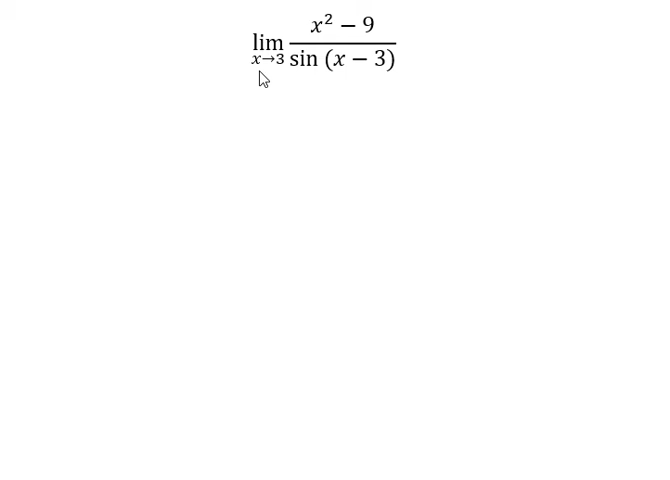 lim x→3 x² − 9 / sin (x − 3)